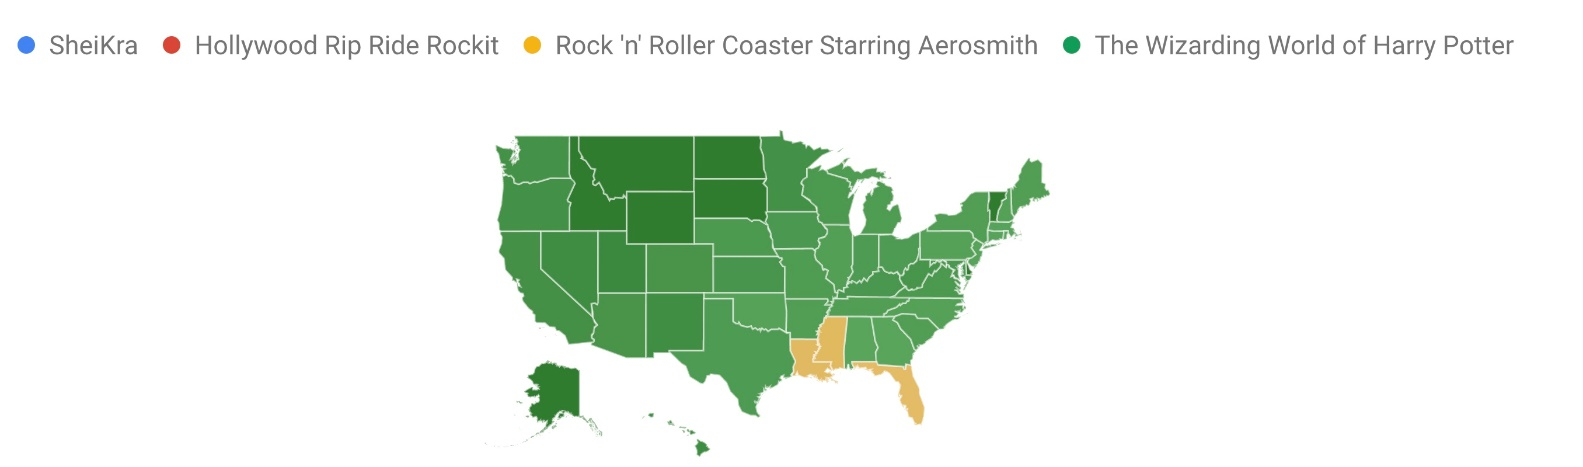 SheiKra Hollywood Rip Ride Rockit Rock 'n' Roller Coaster Starring Aerosmith The Wizarding World of Harry Potter